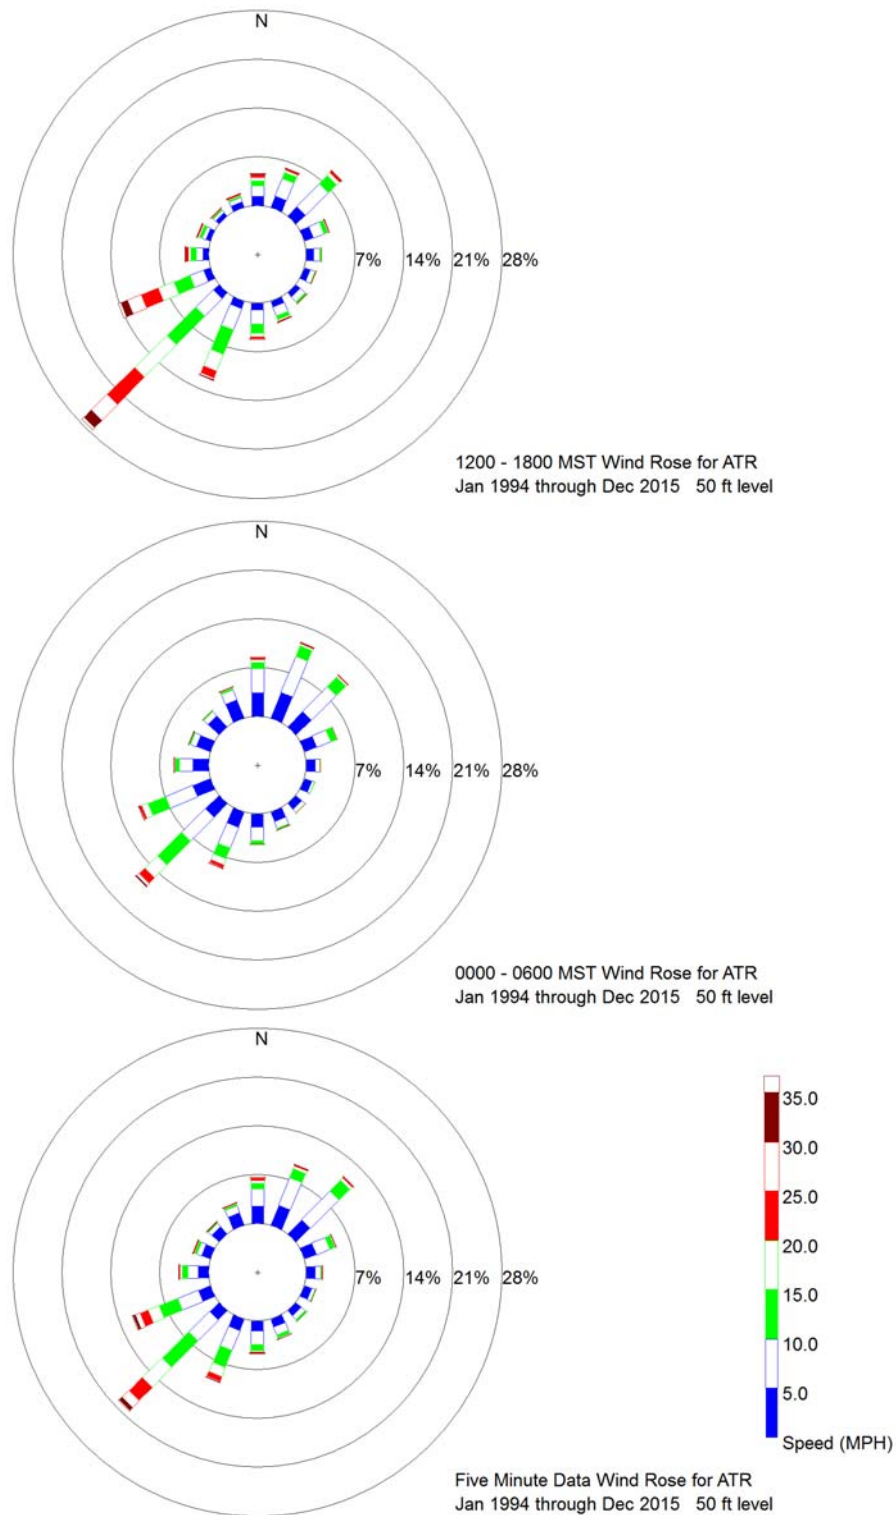 N
7% 14% 21% 28%
1200 - 1800 MST Wind Rose for ATR
Jan 1994 through Dec 2015 50 ft level
N
7% 14% 21% 28%
0000 - 0600 MST Wind Rose for ATR
Jan 1994 through Dec 2015 50 ft level
N
7% 14% 21% 28%
35.0
30.0
25.0
20.0
15.0
10.0
5.0
Speed (MPH)
Five Minute Data Wind Rose for ATR
Jan 1994 through Dec 2015 50 ft level